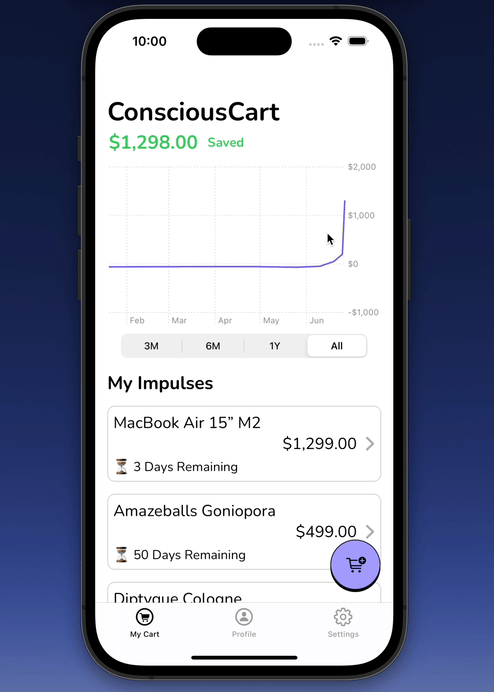 10:00
ConsciousCart
$1,298.00 Saved
$2,000
$1,000
$0
-$1,000
Feb Mar Apr May Jun
3M 6M 1Y All
My Impulses
MacBook Air 15” M2
$1,299.00
3 Days Remaining
Amazeballs Goniopora
$499.00
50 Days Remaining
Diptyque Cologne
My Cart Profile Settings